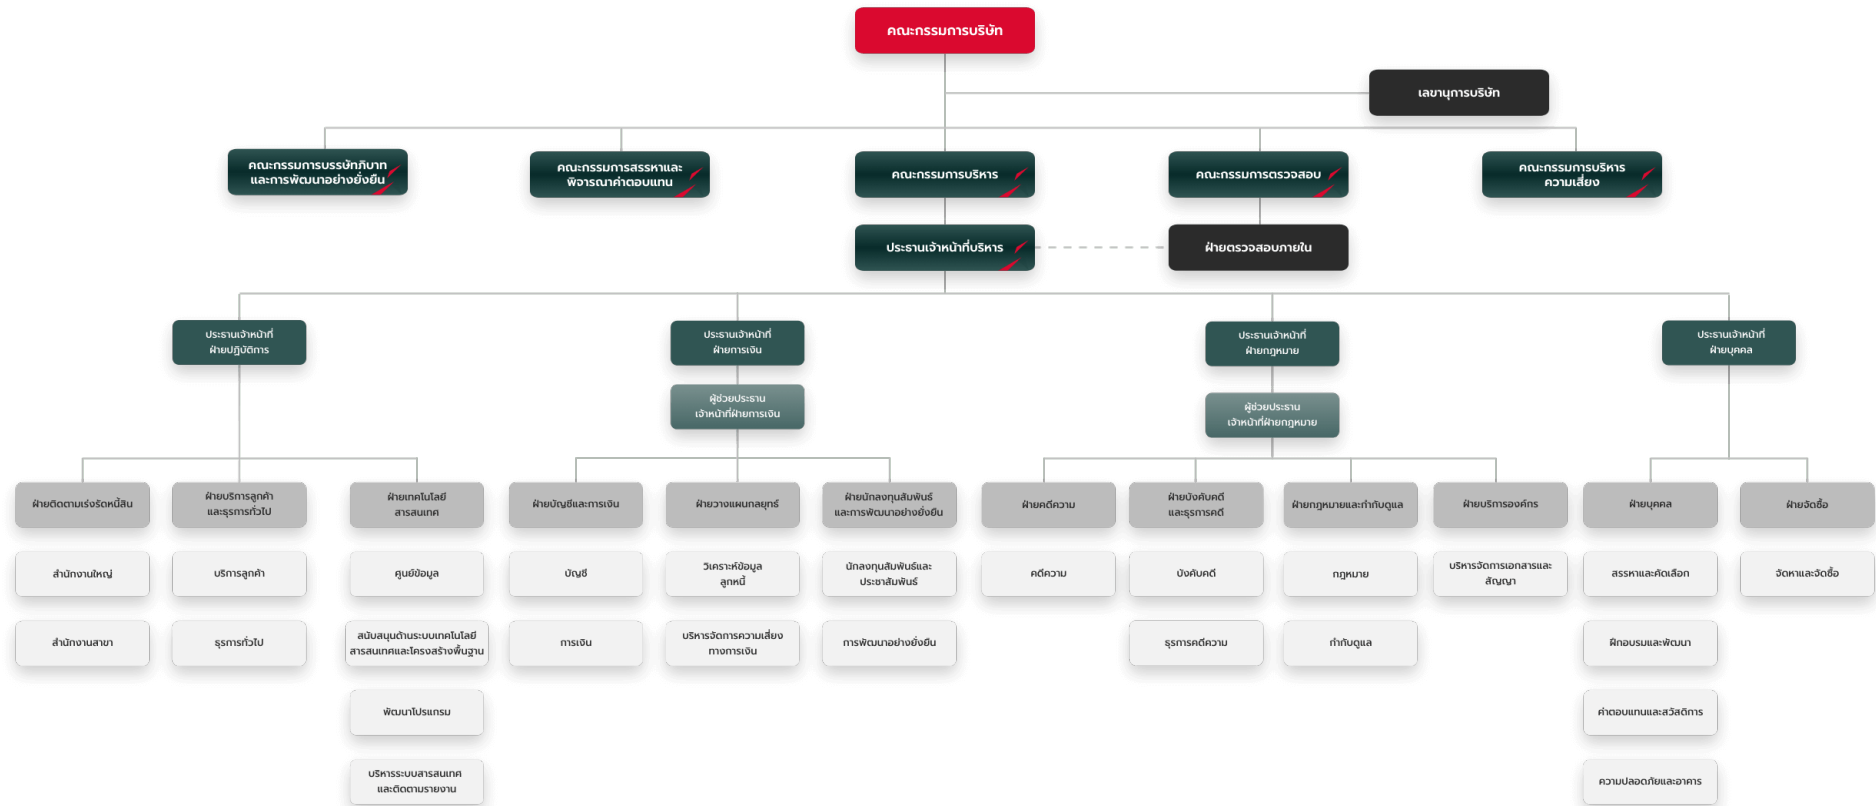 คณะกรรมการบริษัท
เลขานุการบริษัท
คณะกรรมการบรรษัทภิบาล
และการพัฒนาอย่างยั่งยืน
คณะกรรมการสรรหาและ
พิจารณาค่าตอบแทน
คณะกรรมการบริหาร
คณะกรรมการตรวจสอบ
คณะกรรมการบริหาร
ความเสี่ยง
ประธานเจ้าหน้าที่บริหาร
ฝ่ายตรวจสอบภายใน
ประธานเจ้าหน้าที่
ฝ่ายปฏิบัติการ
ประธานเจ้าหน้าที่
ฝ่ายการเงิน
ประธานเจ้าหน้าที่
ฝ่ายกฎหมาย
ประธานเจ้าหน้าที่
ฝ่ายบุคคล
ผู้ช่วยประธาน
เจ้าหน้าที่ฝ่ายการเงิน
ผู้ช่วยประธาน
เจ้าหน้าที่ฝ่ายกฎหมาย
ฝ่ายติดตามเร่งรัดหนี้สิน
ฝ่ายบริการลูกค้า
และธุรการทั่วไป
ฝ่ายเทคโนโลยี
สารสนเทศ
ฝ่ายบัญชีและการเงิน
ฝ่ายวางแผนกลยุทธ์
ฝ่ายนักลงทุนสัมพันธ์
และการพัฒนาอย่างยั่งยืน
ฝ่ายคดีความ
ฝ่ายบังคับคดี
และธุรการคดี
ฝ่ายกฎหมายและกำกับดูแล
ฝ่ายบริการองค์กร
ฝ่ายบุคคล
ฝ่ายจัดซื้อ
สำนักงานใหญ่
บริการลูกค้า
ศูนย์ข้อมูล
บัญชี
วิเคราะห์ข้อมูล
ลูกหนี้
นักลงทุนสัมพันธ์และ
ประชาสัมพันธ์
คดีความ
บังคับคดี
กฎหมาย
บริหารจัดการเอกสารและ
สัญญา
สรรหาและคัดเลือก
จัดหาและจัดซื้อ
สำนักงานสาขา
ธุรการทั่วไป
สนับสนุนด้านระบบเทคโนโลยี
สารสนเทศและโครงสร้างพื้นฐาน
การเงิน
บริหารจัดการความเสี่ยง
ทางการเงิน
การพัฒนาอย่างยั่งยืน
ธุรการคดีความ
กำกับดูแล
ฝึกอบรมและพัฒนา
พัฒนาโปรแกรม
ค่าตอบแทนและสวัสดิการ
บริหารระบบสารสนเทศ
และติดตามรายงาน
ความปลอดภัยและอาคาร